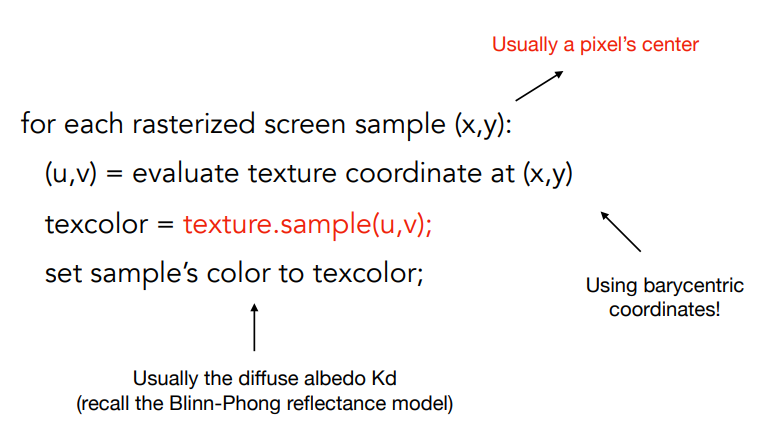 Usually a pixel's center
for each rasterized screen sample (x,y):
(u,v) = evaluate texture coordinate at (x,y)
texcolor = texture.sample(u,v);
set sample's color to texcolor;
Using barycentric
coordinates!
Usually the diffuse albedo Kd
(recall the Blinn-Phong reflectance model)